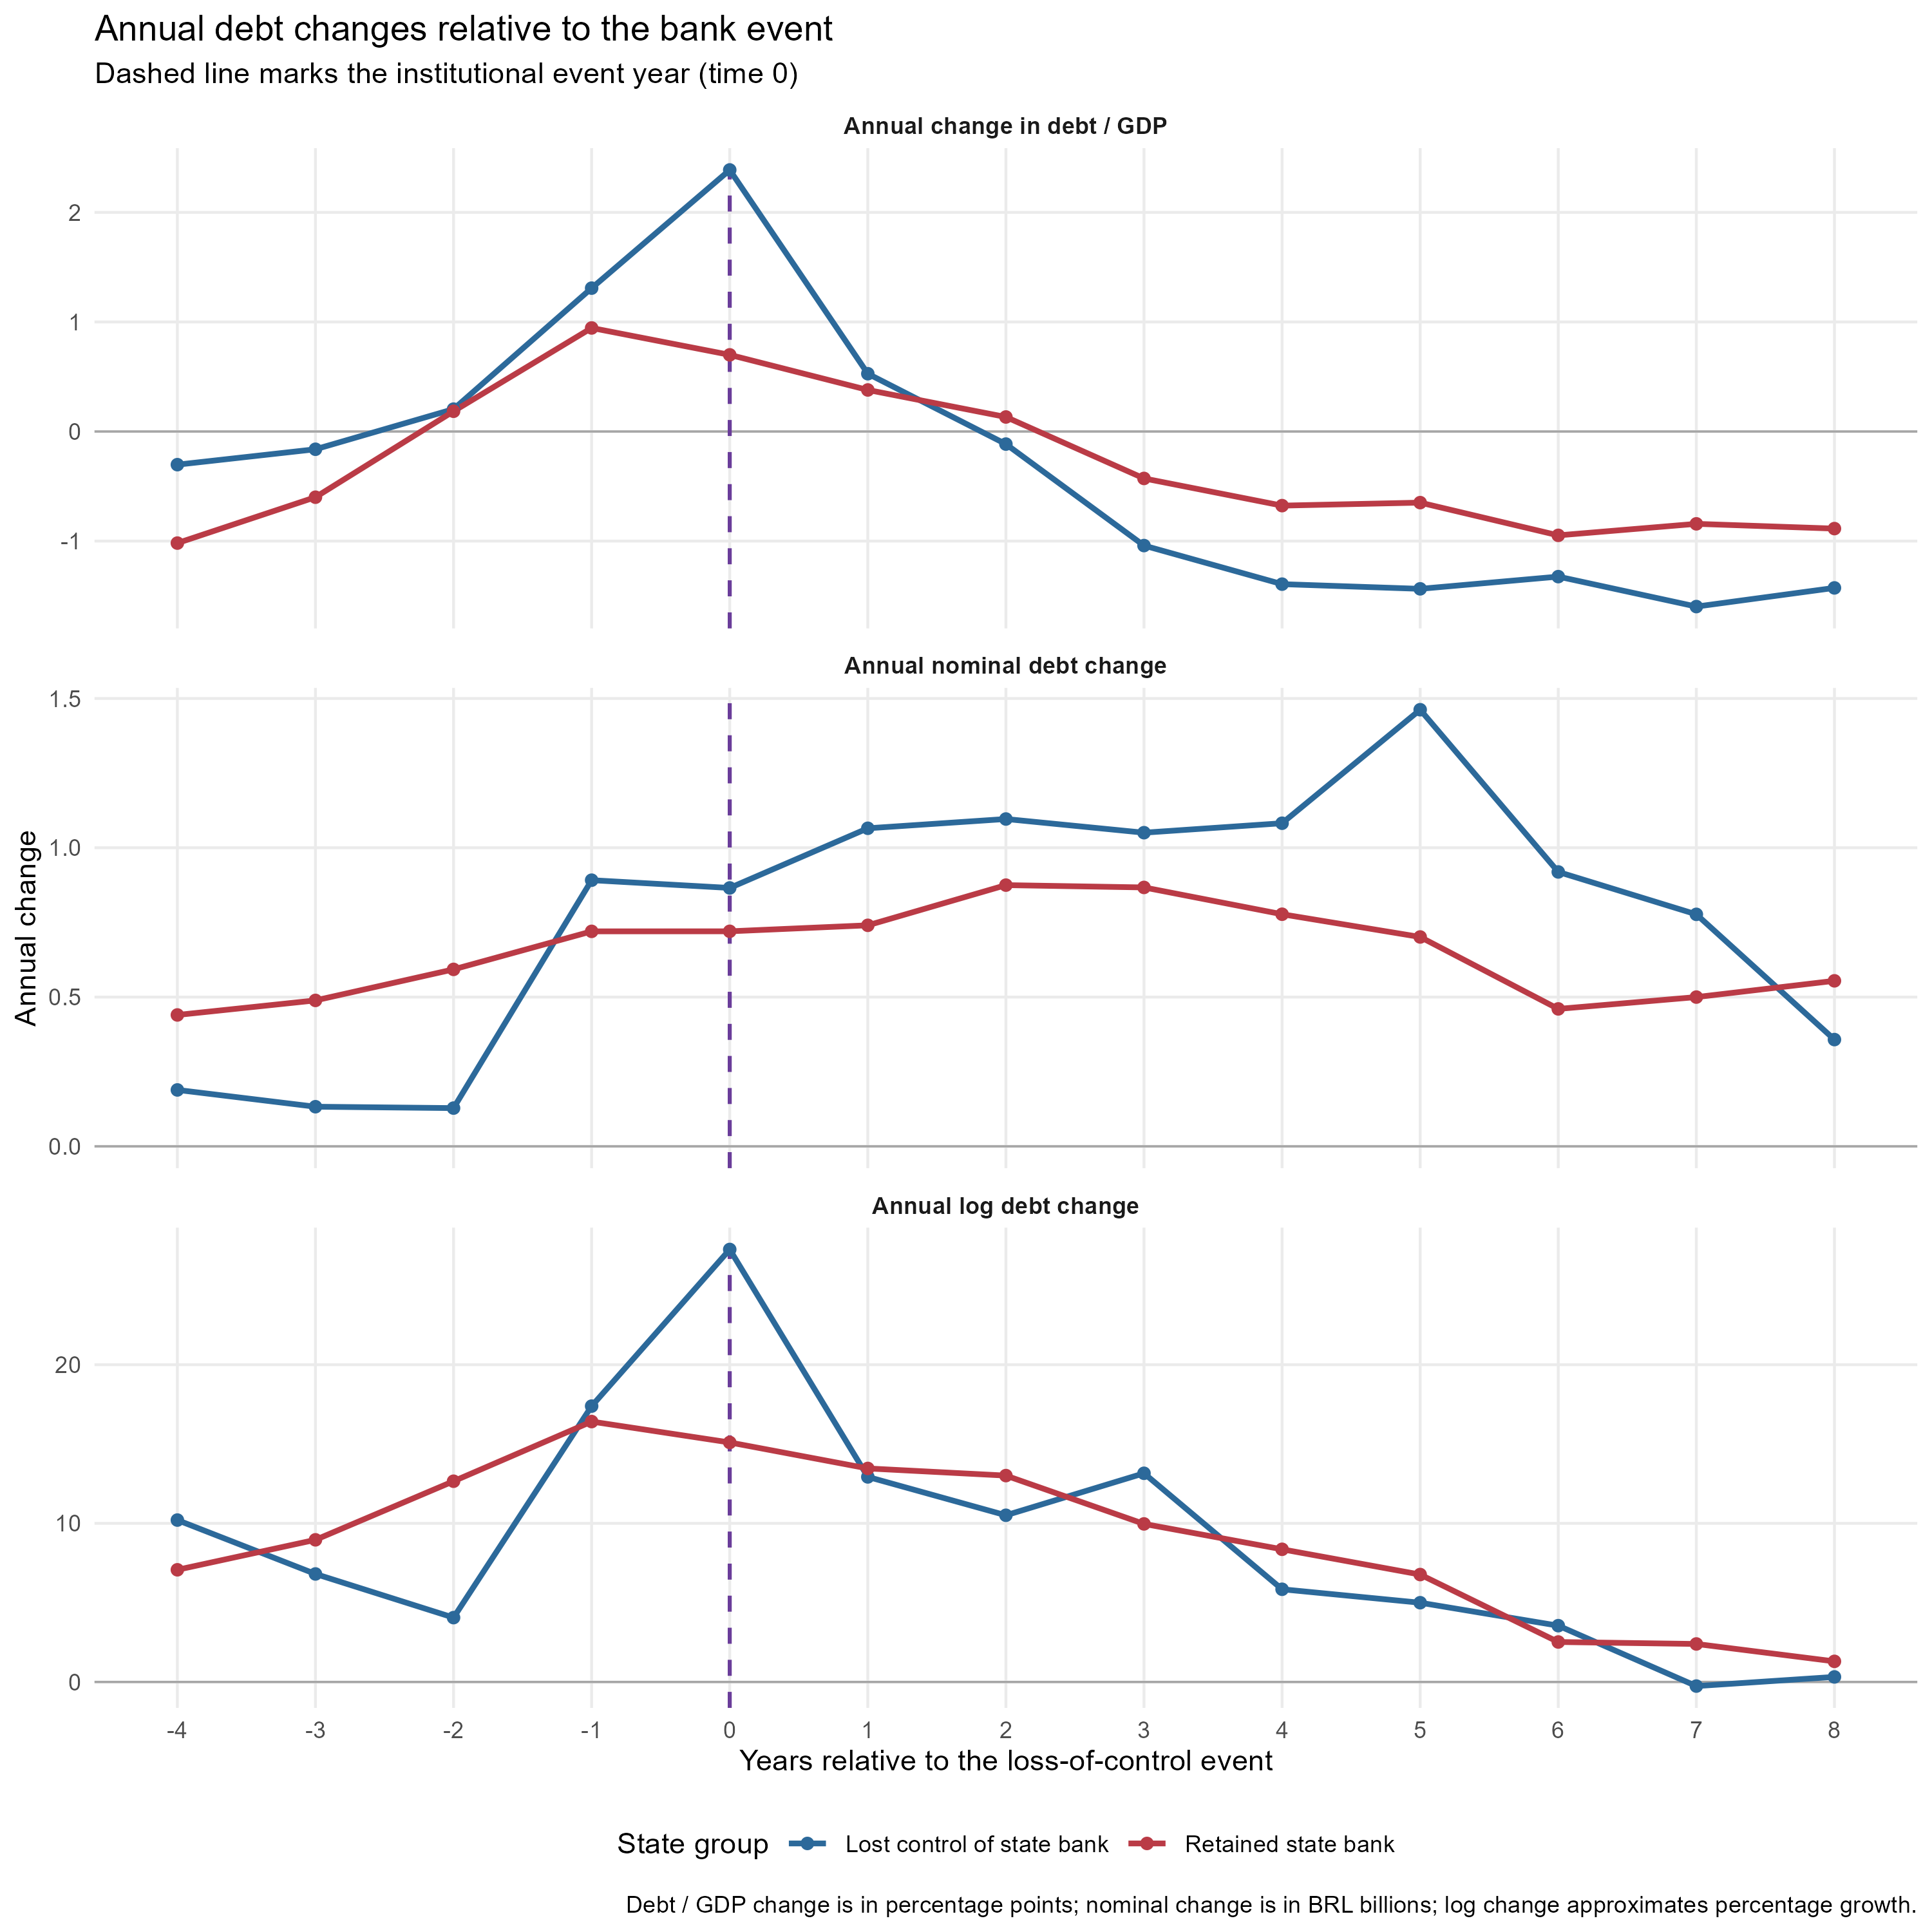 Annual debt changes relative to the bank event
Dashed line marks the institutional event year (time 0)
Annual change in debt / GDP
2
1
0
-1
Annual nominal debt change
1.5
1.0
0.5
0.0
Annual change
Annual log debt change
20
10
0
-4 -3 -2 -1 0 1 2 3 4 5 6 7 8
Years relative to the loss-of-control event
State group Lost control of state bank Retained state bank
Debt / GDP change is in percentage points; nominal change is in BRL billions; log change approximates percentage growth.